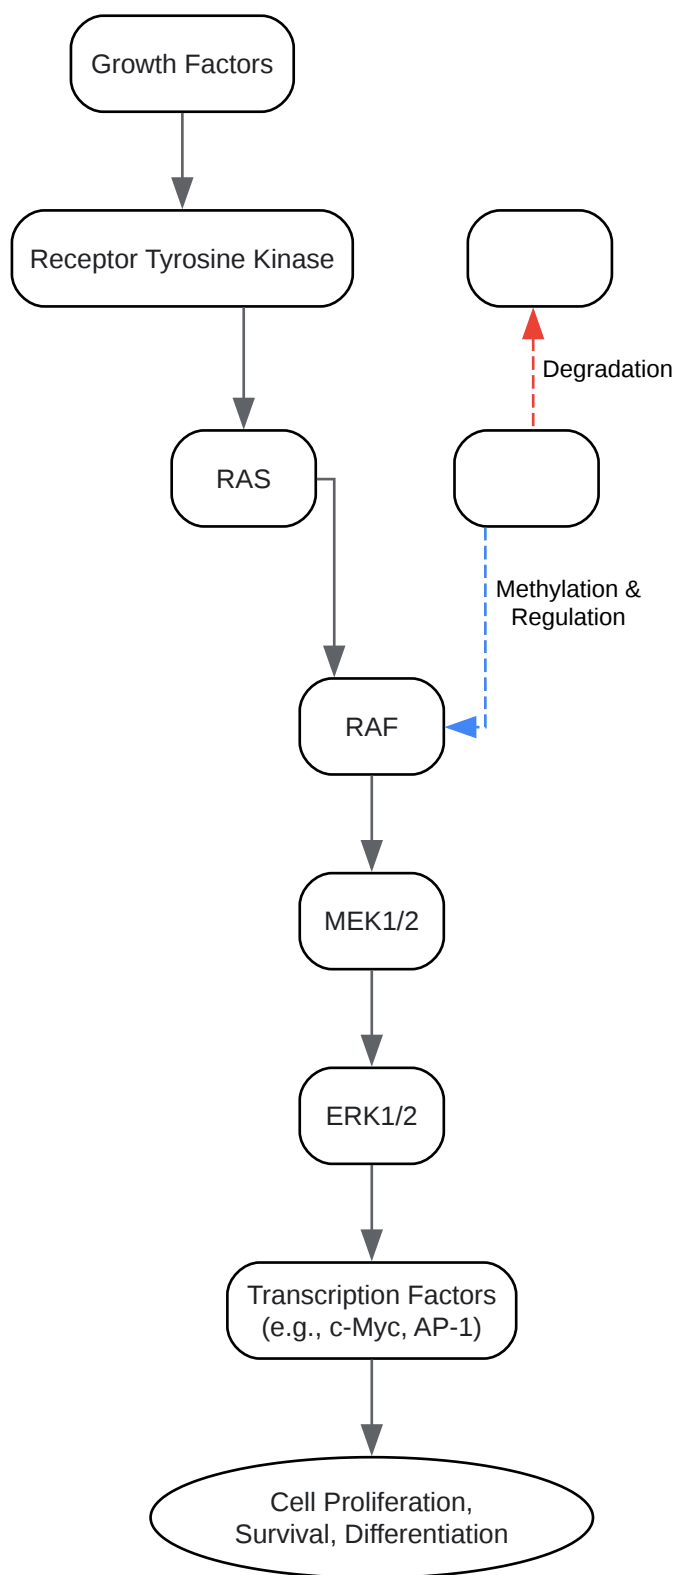 Growth Factors
Receptor Tyrosine Kinase
Degradation
RAS
Methylation &
Regulation
RAF
MEK1/2
ERK1/2
Transcription Factors
(e.g., c-Myc, AP-1)
Cell Proliferation,
Survival, Differentiation